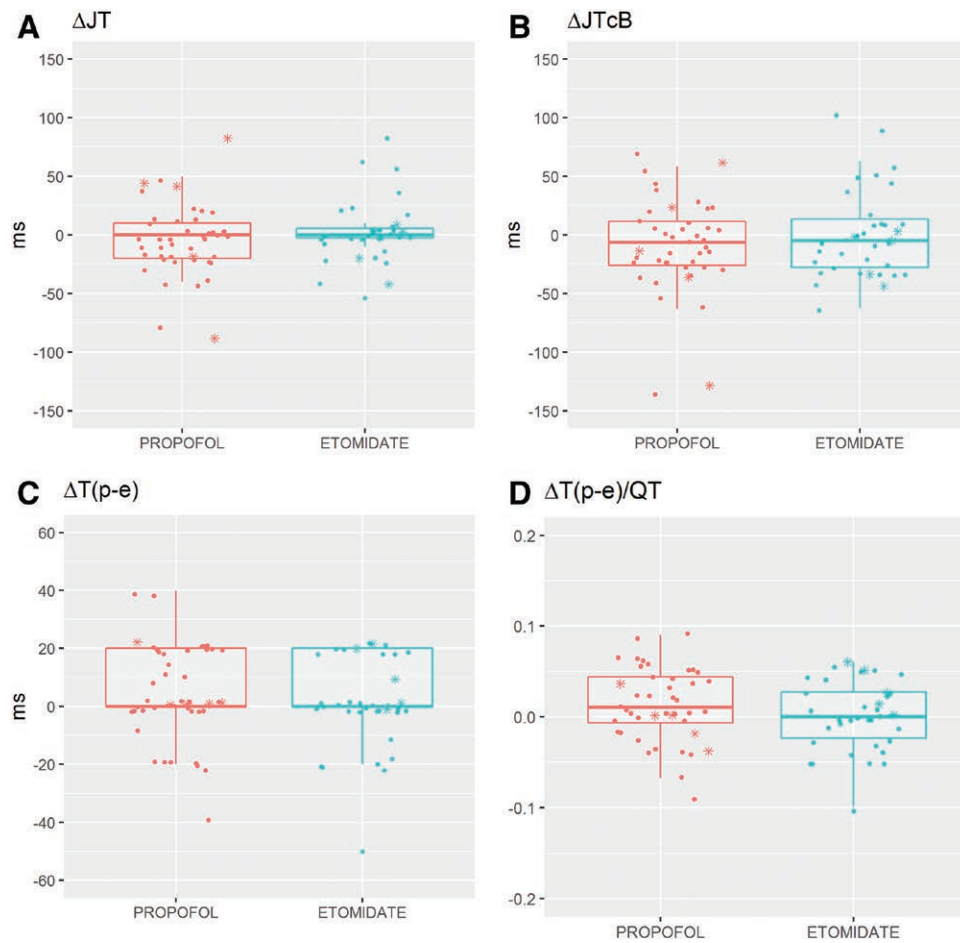 A ΔJT
150
100
50
0
-50
-100
-150
ms
PROPOFOL ETOMIDATE
B ΔJTcB
150
100
50
0
-50
-100
-150
ms
PROPOFOL ETOMIDATE
C ΔT(p-e)
60
40
20
0
-20
-40
-60
ms
PROPOFOL ETOMIDATE
D ΔT(p-e)/QT
0.2
0.1
0.0
-0.1
-0.2
PROPOFOL ETOMIDATE